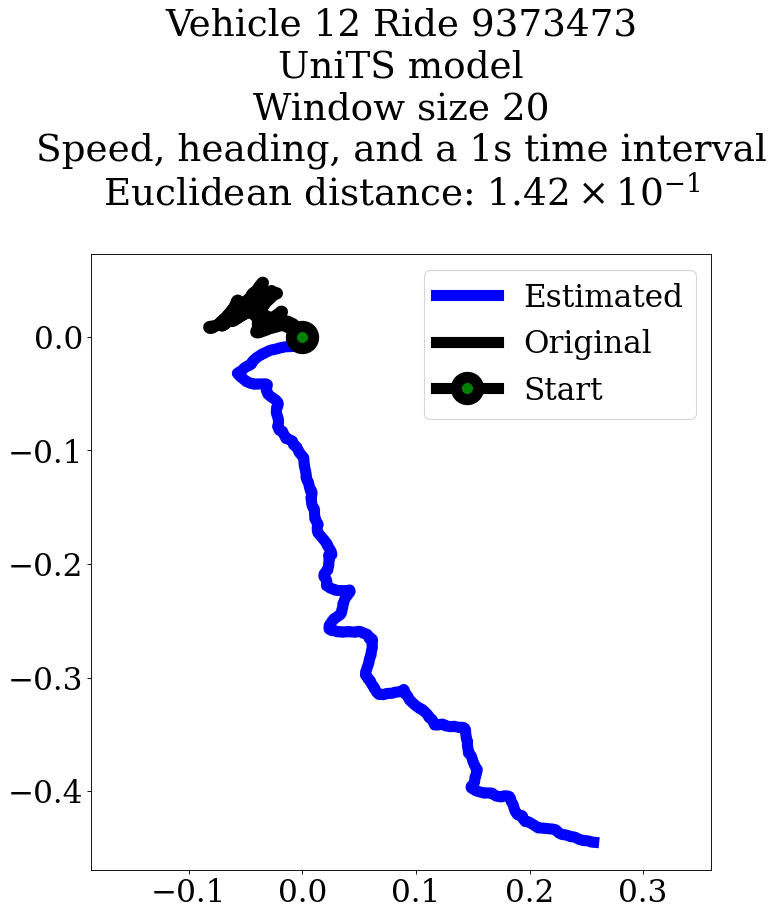 Vehicle 12 Ride 9373473
UniTS model
Window size 20
Speed, heading, and a 1s time interval
Euclidean distance: 1.42 × 10⁻¹
Estimated
Original
Start
0.0
−0.1
−0.2
−0.3
−0.4
−0.1 0.0 0.1 0.2 0.3